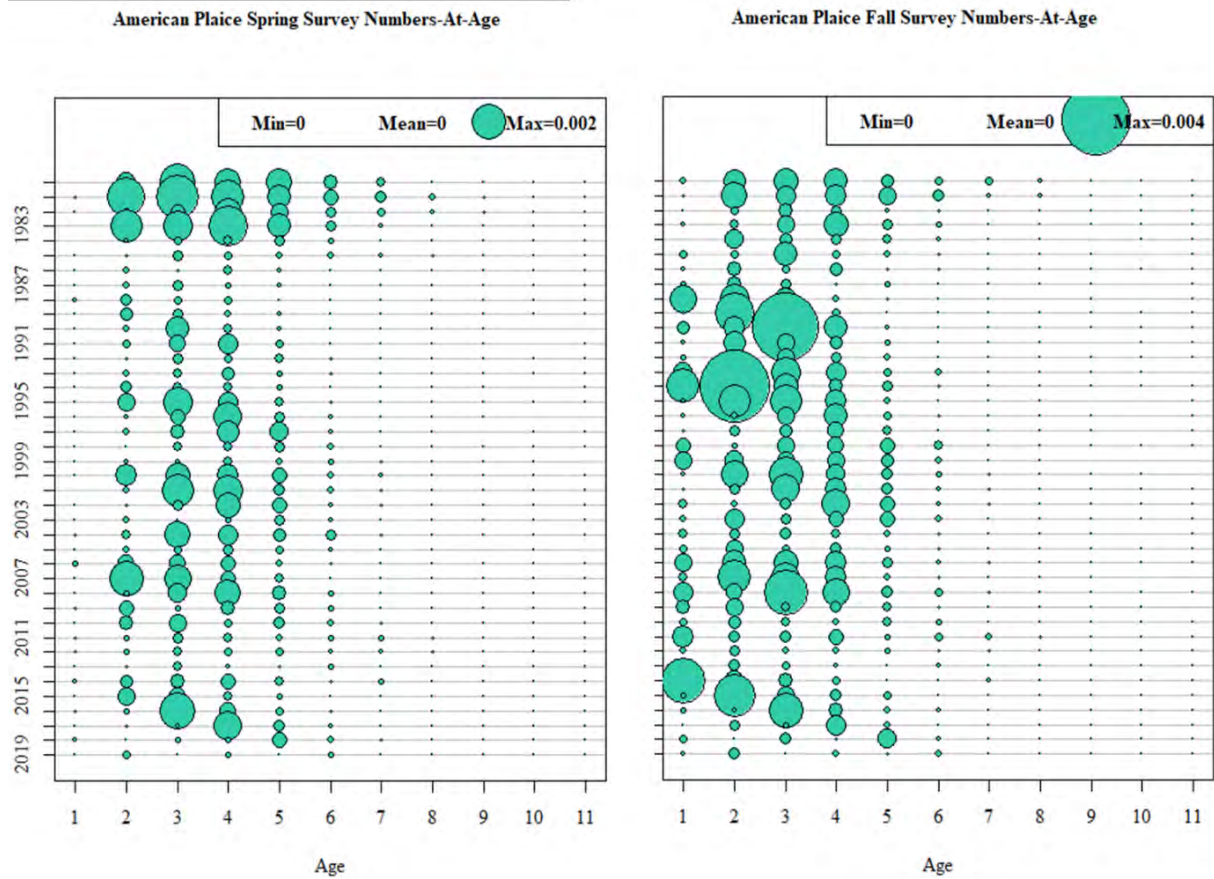 American Plaice Spring Survey Numbers-At-Age
American Plaice Fall Survey Numbers-At-Age
Min=0 Mean=0 Max=0.002
Min=0 Mean=0 Max=0.004
1983
1987
1991
1995
1999
2003
2007
2011
2015
2019
1 2 3 4 5 6 7 8 9 10 11
1 2 3 4 5 6 7 8 9 10 11
Age
Age